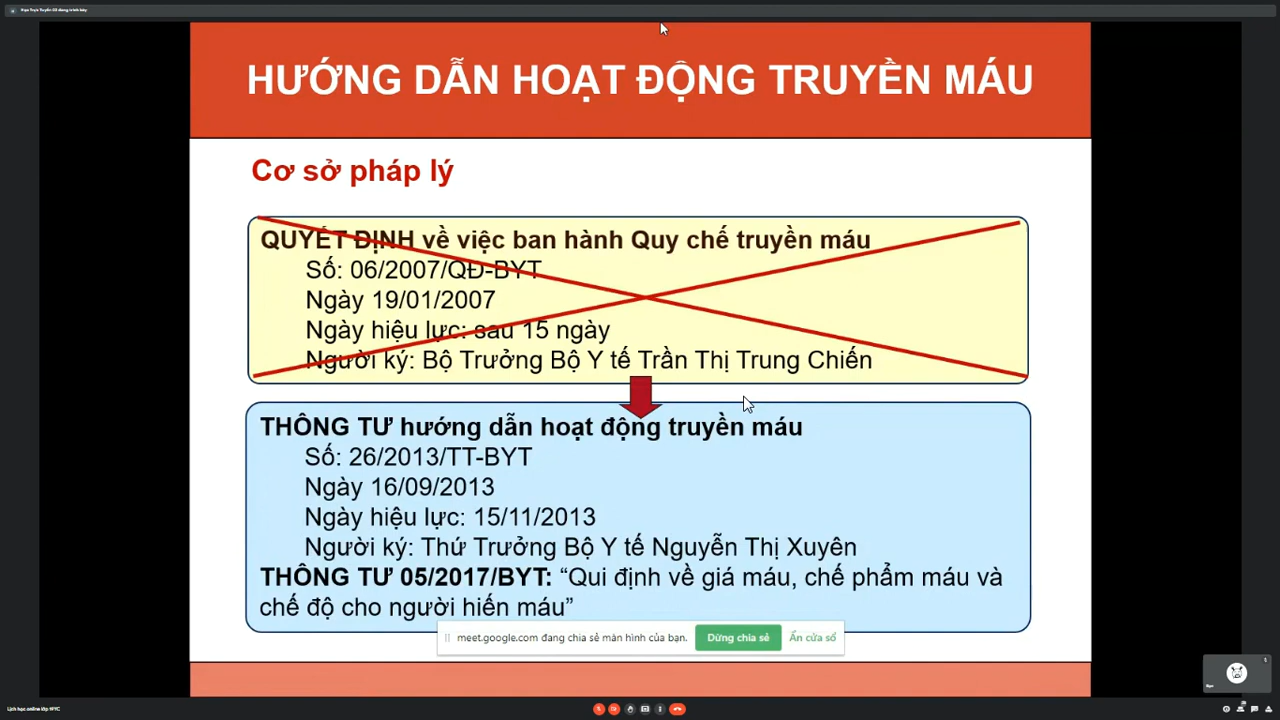 HƯỚNG DẪN HOẠT ĐỘNG TRUYỀN MÁU
Cơ sở pháp lý
QUYẾT ĐỊNH về việc ban hành Quy chế truyền máu
Số: 06/2007/QĐ-BYT
Ngày 19/01/2007
Ngày hiệu lực: sau 15 ngày
Người ký: Bộ Trưởng Bộ Y tế Trần Thị Trung Chiến
THÔNG TƯ hướng dẫn hoạt động truyền máu
Số: 26/2013/TT-BYT
Ngày 16/09/2013
Ngày hiệu lực: 15/11/2013
Người ký: Thứ Trưởng Bộ Y tế Nguyễn Thị Xuyên
THÔNG TƯ 05/2017/BYT: “Qui định về giá máu, chế phẩm máu và
chế độ cho người hiến máu”
meet.google.com đang chia sẻ màn hình của bạn. Dừng chia sẻ Ẩn cửa sổ
Lịch học online lớp